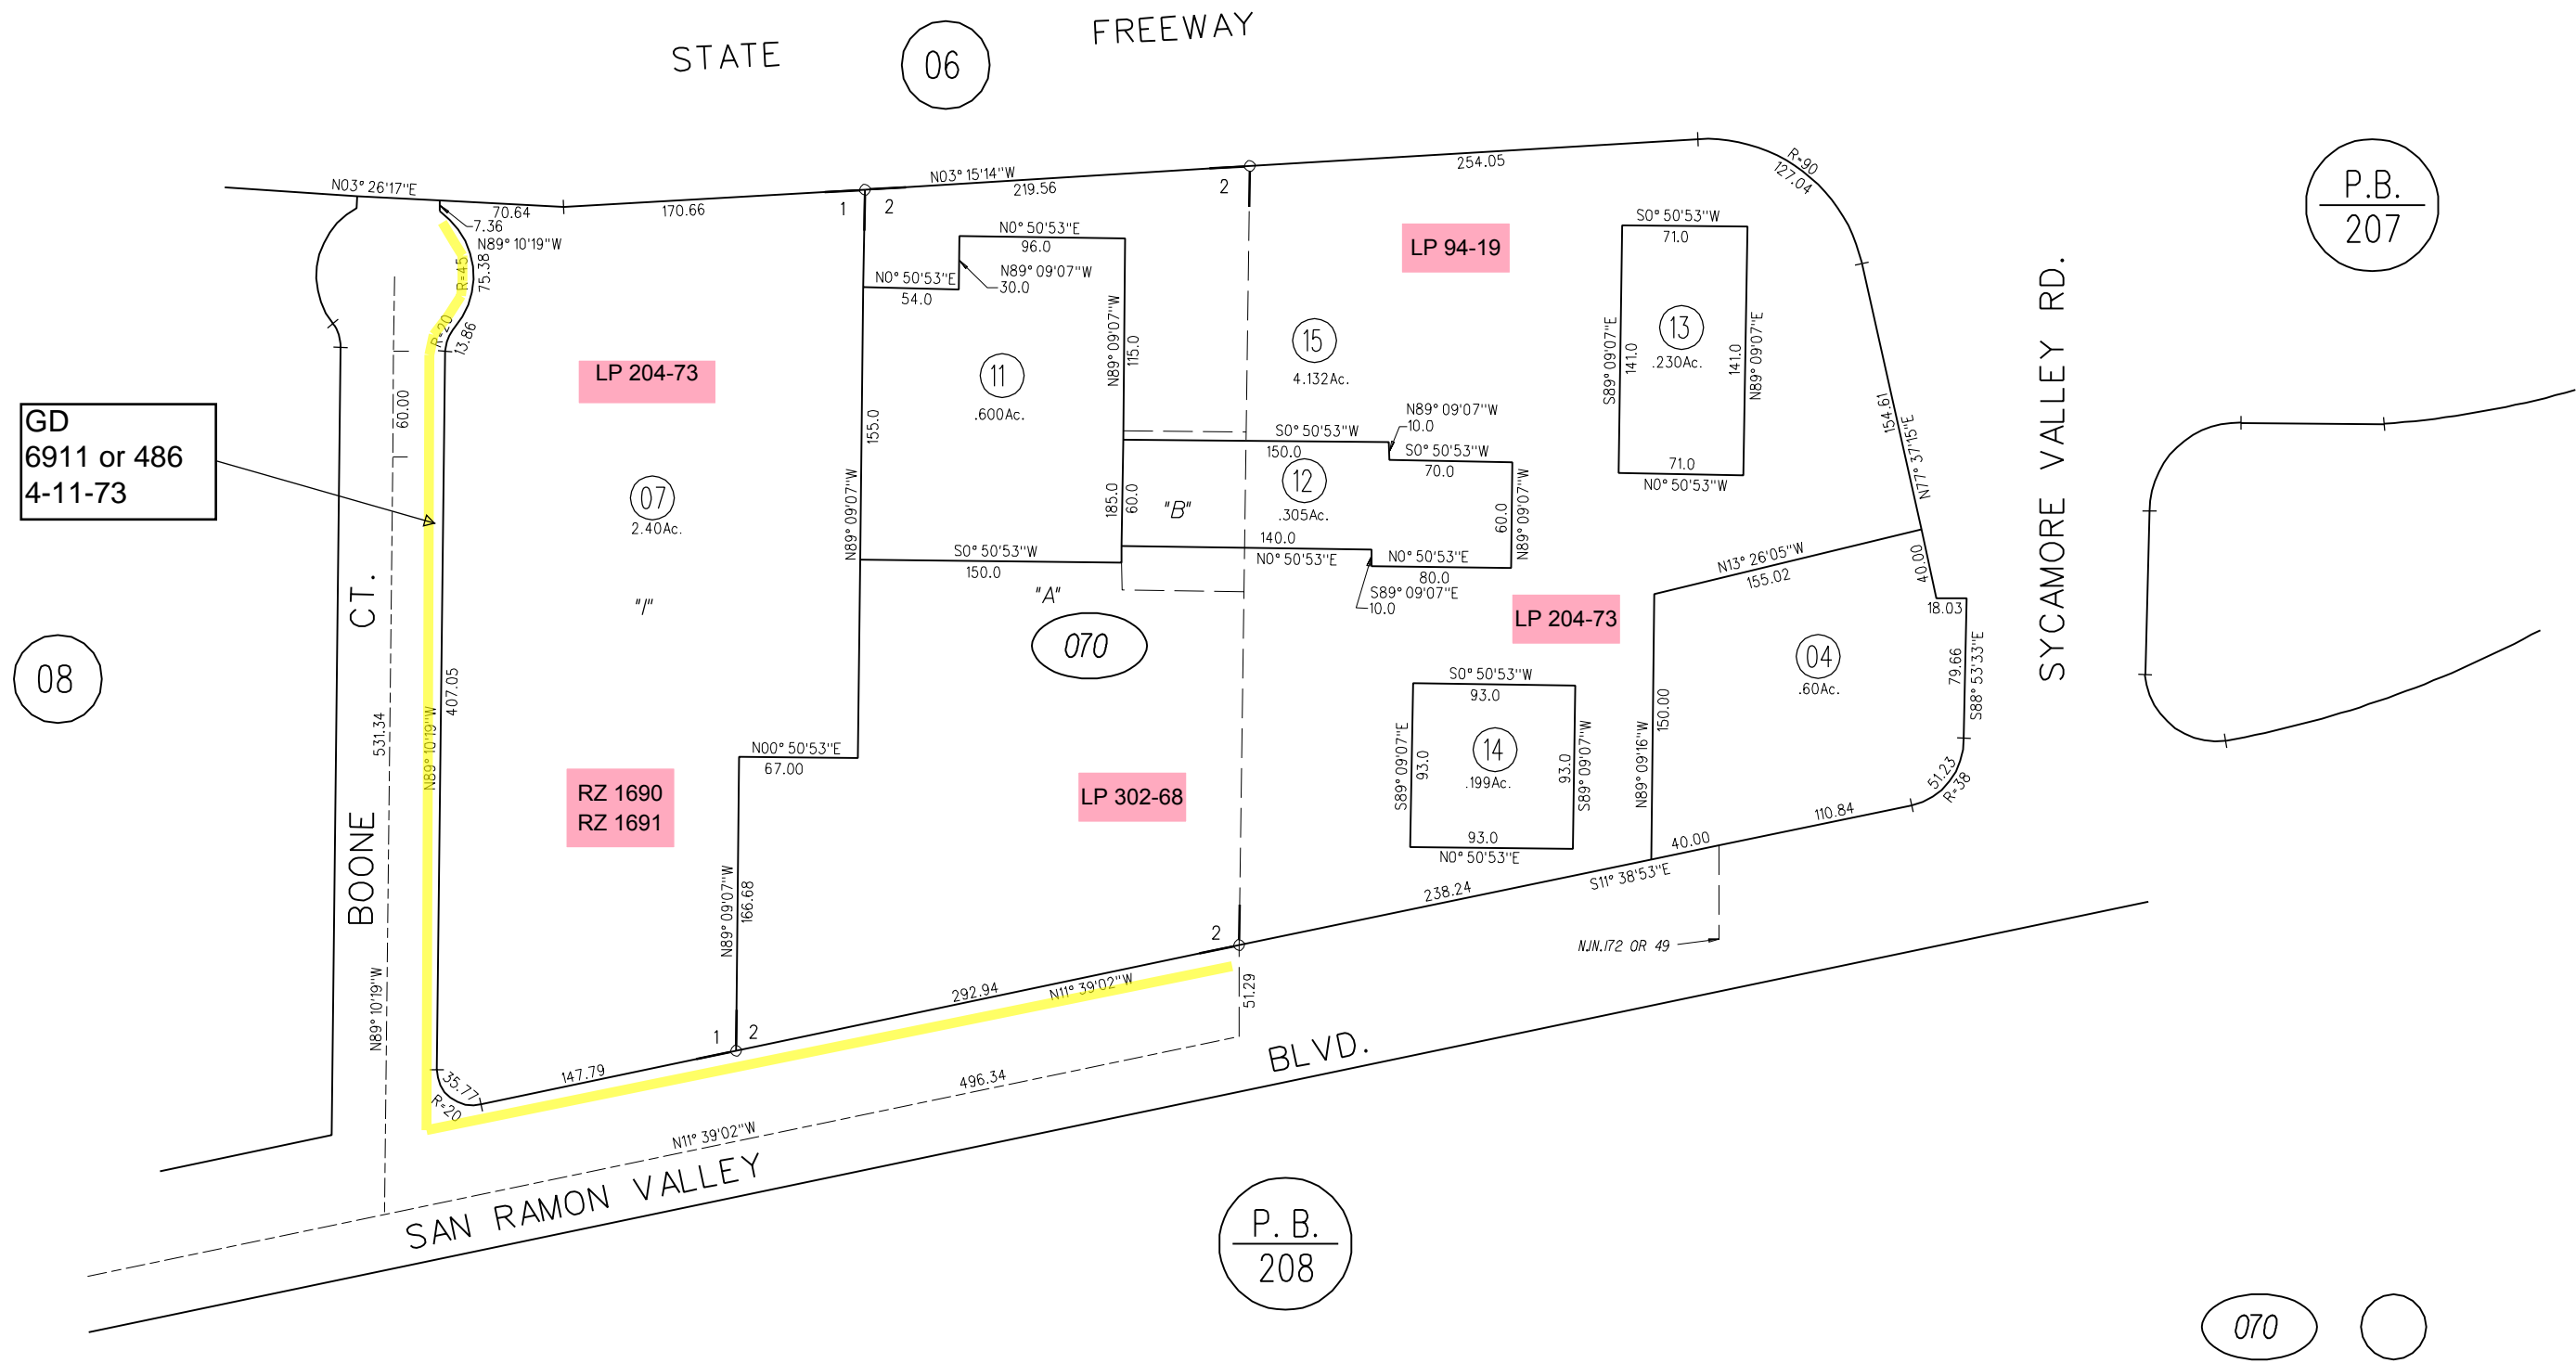 STATE
06
FREEWAY
P.B.
207
N03° 26'17"E
70.64
7.36
N89° 10'19"W
170.66
1 2
N03° 15'14"W
219.56
2
254.05
R=90
127.04
R=45
75.38
R=20
13.86
60.00
LP 204-73
GD
6911 or 486
4-11-73
07
2.40Ac.
"I"
N0° 50'53"E
96.0
N0° 50'53"E
54.0
N89° 09'07"W
30.0
11
.600Ac.
155.0
N89° 09'07"W
N89° 09'07"W
115.0
185.0
60.0
S0° 50'53"W
150.0
"A"
"B"
070
LP 94-19
15
4.132Ac.
S0° 50'53"W
150.0
N89° 09'07"W
10.0
S0° 50'53"W
70.0
12
.305Ac.
60.0
N89° 09'07"W
140.0
N0° 50'53"E
N0° 50'53"E
80.0
S89° 09'07"E
10.0
S0° 50'53"W
71.0
S89° 09'07"E
141.0
13
.230Ac.
141.0
N89° 09'07"E
71.0
N0° 50'53"W
154.61
N77° 37'15"E
SYCAMORE VALLEY RD.
LP 204-73
N13° 26'05"W
155.02
40.00
18.03
04
.60Ac.
150.00
N89° 09'16"W
79.66
S88° 53'33"E
51.23
R=38
S0° 50'53"W
93.0
S89° 09'07"E
93.0
14
.199Ac.
93.0
S89° 09'07"W
93.0
N0° 50'53"E
08
BOONE CT.
531.34
N89° 10'19"W
N89° 10'19"W
407.05
N00° 50'53"E
67.00
RZ 1690
RZ 1691
N89° 09'07"W
166.68
LP 302-68
110.84
40.00
S11° 38'53"E
238.24
2
N.IN.172 OR 49
292.94
N11° 39'02"W
51.29
1 2
147.79
35.77
R=20
496.34
N11° 39'02"W
SAN RAMON VALLEY BLVD.
P. B.
208
070